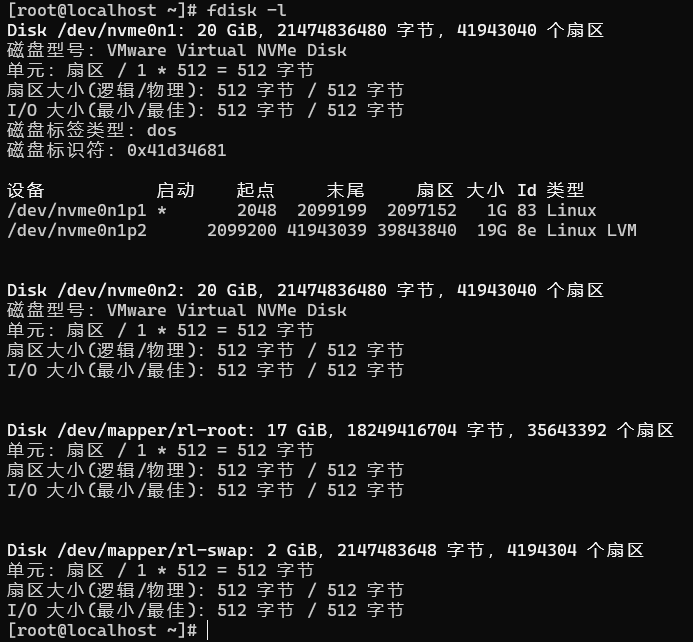 [root@localhost ~]# fdisk -l
Disk /dev/nvme0n1: 20 GiB, 21474836480 字节, 41943040 个扇区
磁盘型号: VMware Virtual NVMe Disk
单元: 扇区 / 1 * 512 = 512 字节
扇区大小(逻辑/物理): 512 字节 / 512 字节
I/O 大小(最小/最佳): 512 字节 / 512 字节
磁盘标签类型: dos
磁盘标识符: 0x41d34681
设备           启动    起点     末尾     扇区 大小 Id 类型
/dev/nvme0n1p1 *       2048  2099199  2097152   1G 83 Linux
/dev/nvme0n1p2      2099200 41943039 39843840  19G 8e Linux LVM
Disk /dev/nvme0n2: 20 GiB, 21474836480 字节, 41943040 个扇区
磁盘型号: VMware Virtual NVMe Disk
单元: 扇区 / 1 * 512 = 512 字节
扇区大小(逻辑/物理): 512 字节 / 512 字节
I/O 大小(最小/最佳): 512 字节 / 512 字节
Disk /dev/mapper/rl-root: 17 GiB, 18249416704 字节, 35643392 个扇区
单元: 扇区 / 1 * 512 = 512 字节
扇区大小(逻辑/物理): 512 字节 / 512 字节
I/O 大小(最小/最佳): 512 字节 / 512 字节
Disk /dev/mapper/rl-swap: 2 GiB, 2147483648 字节, 4194304 个扇区
单元: 扇区 / 1 * 512 = 512 字节
扇区大小(逻辑/物理): 512 字节 / 512 字节
I/O 大小(最小/最佳): 512 字节 / 512 字节
[root@localhost ~]#